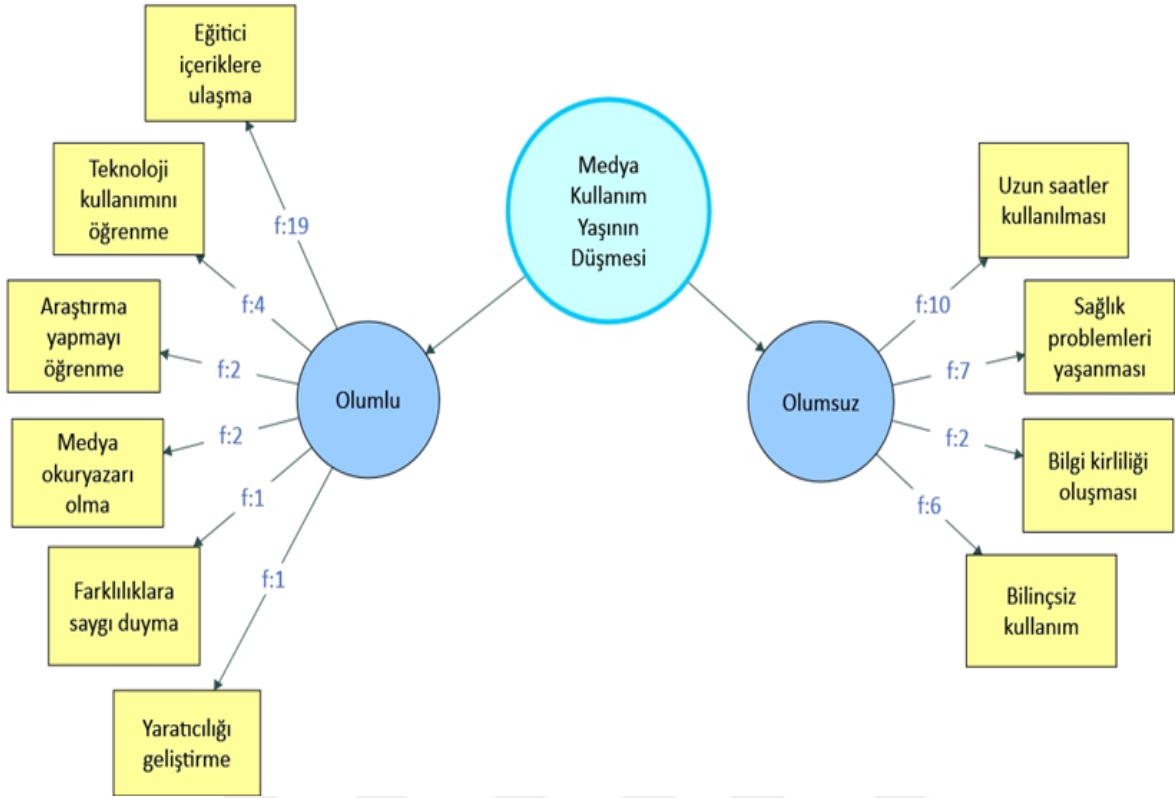 Medya
Kullanım
Yaşının
Düşmesi
Olumlu
f:19
Eğitici
içeriklere
ulaşma
f:4
Teknoloji
kullanımını
öğrenme
f:2
Araştırma
yapmayı
öğrenme
f:2
Medya
okuryazarı
olma
f:1
Farklılıklara
saygı duyma
f:1
Yaratıcılığı
geliştirme
Olumsuz
f:10
Uzun saatler
kullanılması
f:7
Sağlık
problemleri
yaşanması
f:2
Bilgi kirliliği
oluşması
f:6
Bilinçsiz
kullanım